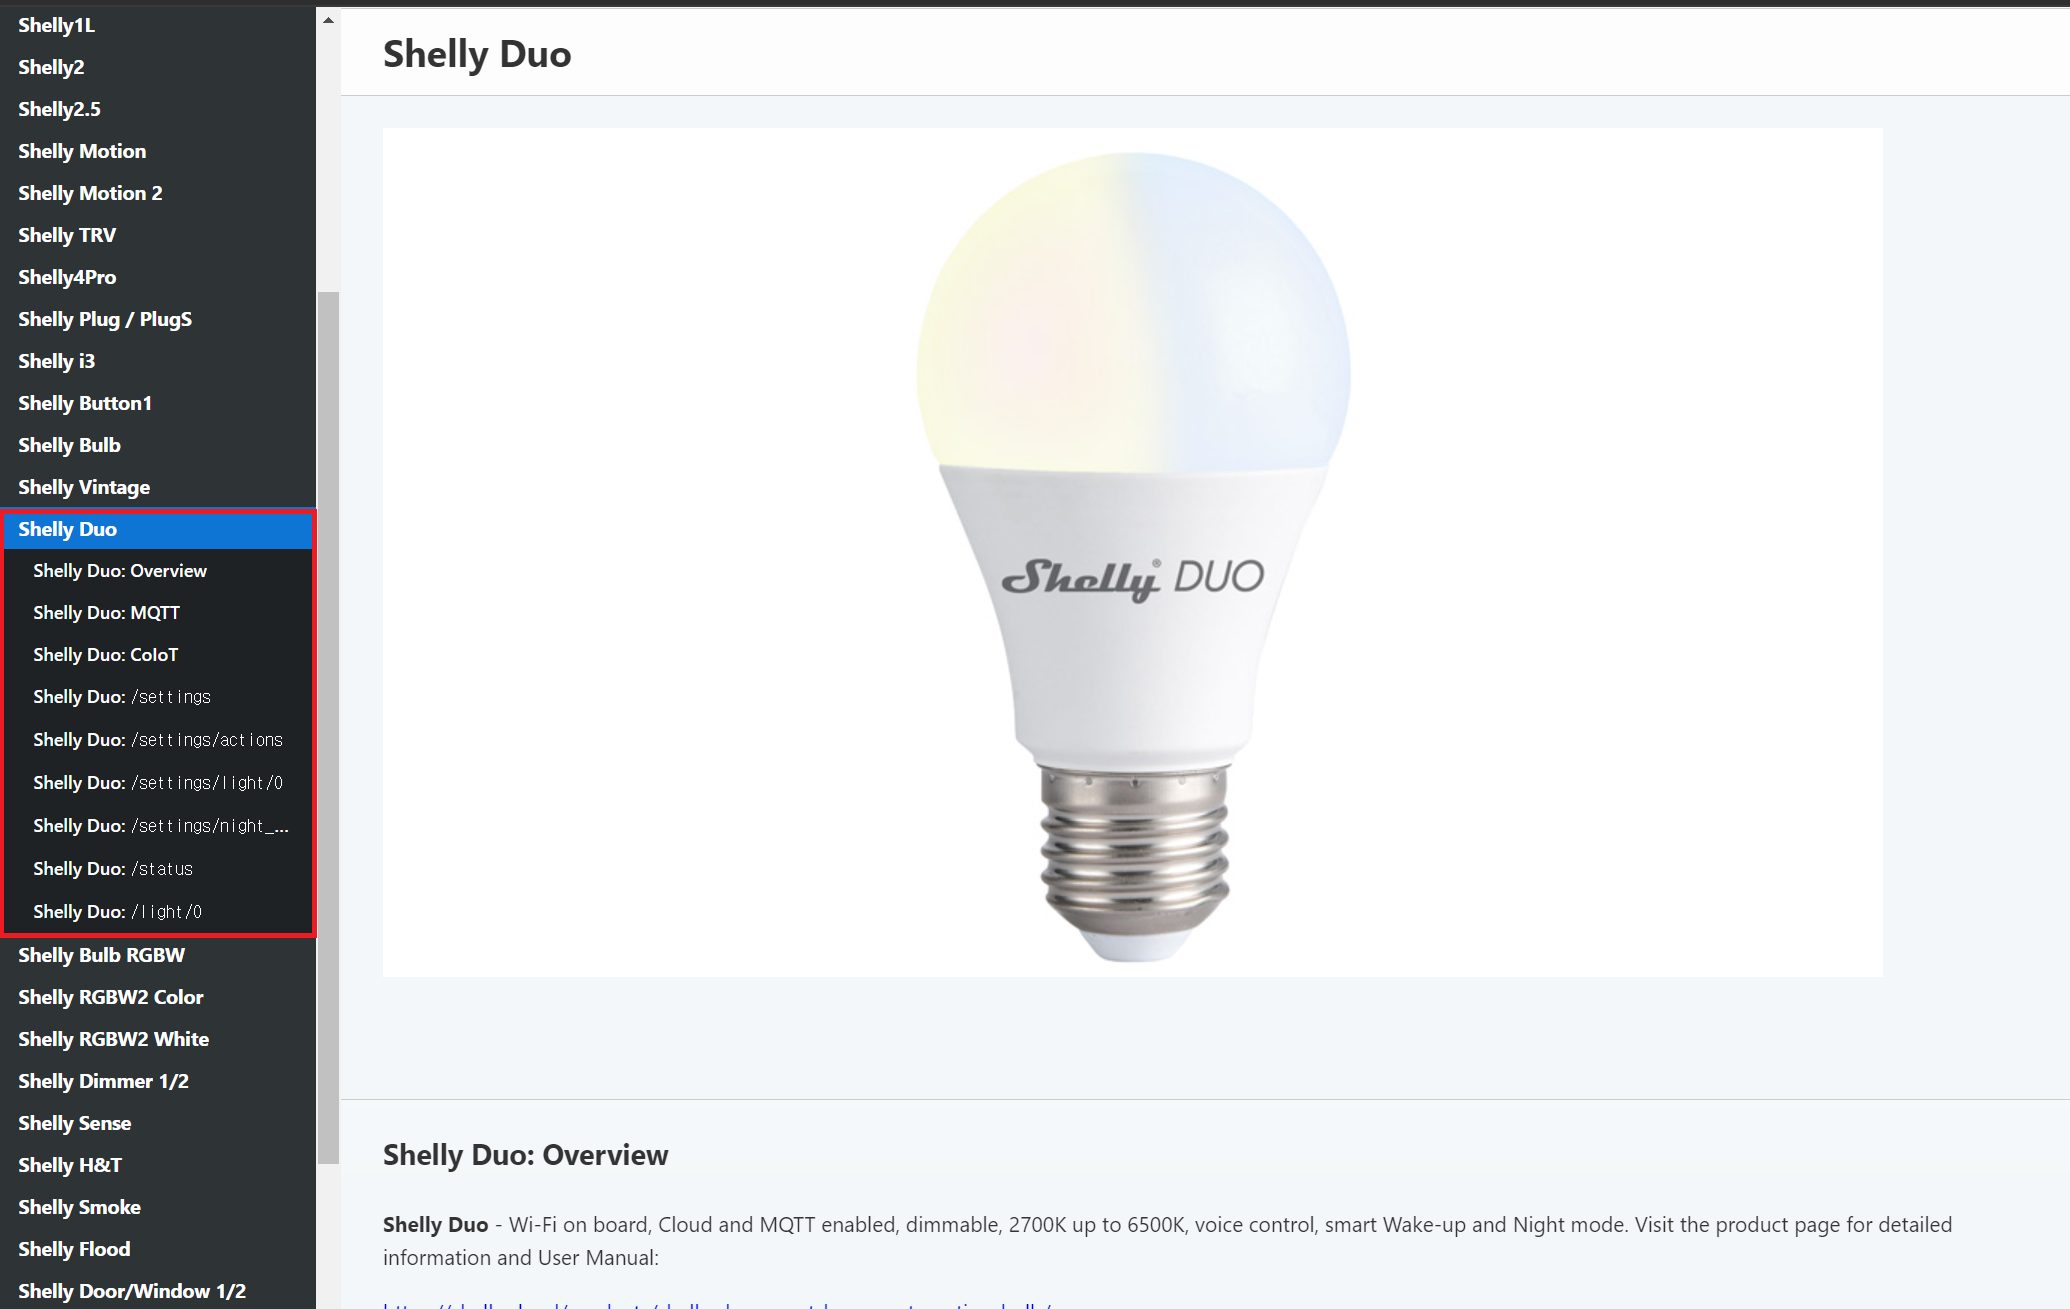 Shelly1L
Shelly2
Shelly2.5
Shelly Motion
Shelly Motion 2
Shelly TRV
Shelly4Pro
Shelly Plug / PlugS
Shelly i3
Shelly Button1
Shelly Bulb
Shelly Vintage
Shelly Duo
Shelly Duo: Overview
Shelly Duo: MQTT
Shelly Duo: CoIoT
Shelly Duo: /settings
Shelly Duo: /settings/actions
Shelly Duo: /settings/light/0
Shelly Duo: /settings/night_...
Shelly Duo: /status
Shelly Duo: /light/0
Shelly Bulb RGBW
Shelly RGBW2 Color
Shelly RGBW2 White
Shelly Dimmer 1/2
Shelly Sense
Shelly H&T
Shelly Smoke
Shelly Flood
Shelly Door/Window 1/2
Shelly Duo
Shelly® DUO
Shelly Duo: Overview
Shelly Duo - Wi-Fi on board, Cloud and MQTT enabled, dimmable, 2700K up to 6500K, voice control, smart Wake-up and Night mode. Visit the product page for detailed
information and User Manual: